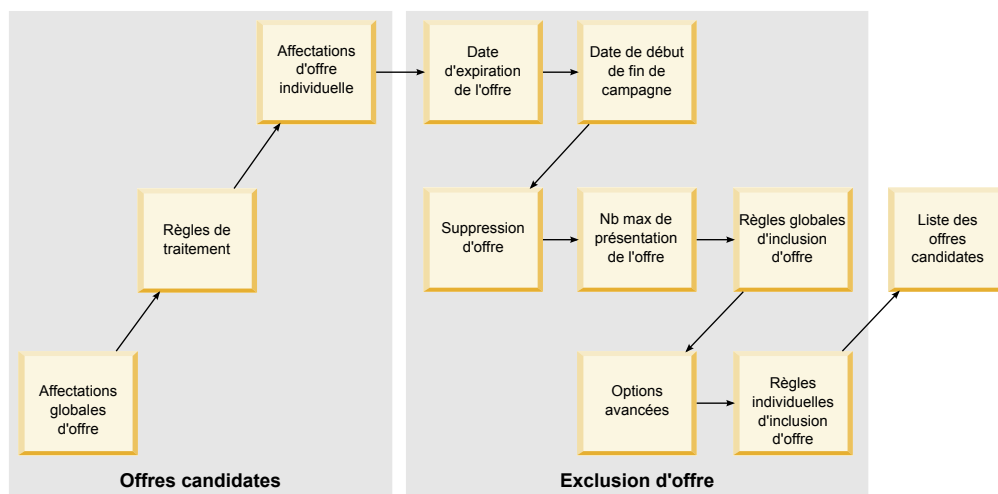 Affectations
d'offre
individuelle
Date
d'expiration
de l'offre
Date de début
de fin de
campagne
Règles de
traitement
Suppression
d'offre
Nb max de
présentation
de l'offre
Règles globales
d'inclusion
d'offre
Liste des
offres
candidates
Affectations
globales
d'offre
Options
avancées
Règles
individuelles
d'inclusion
d'offre
Offres candidates
Exclusion d'offre